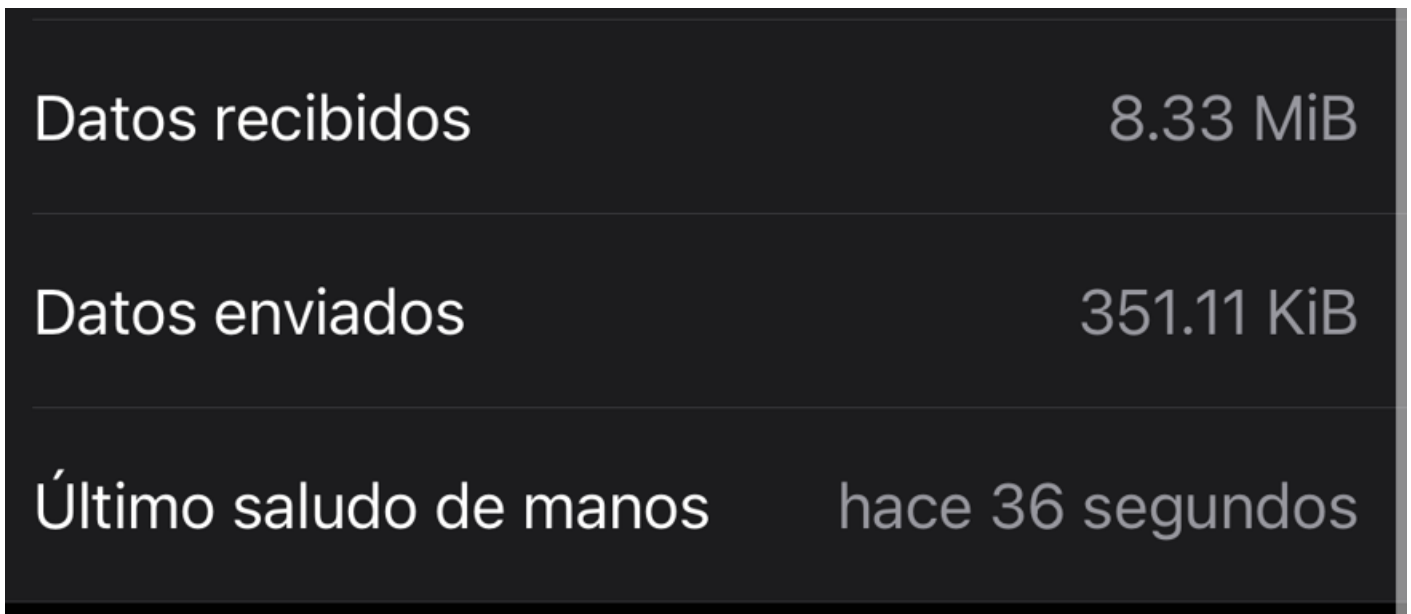 Datos recibidos 8.33 MiB
Datos enviados 351.11 KiB
Último saludo de manos hace 36 segundos